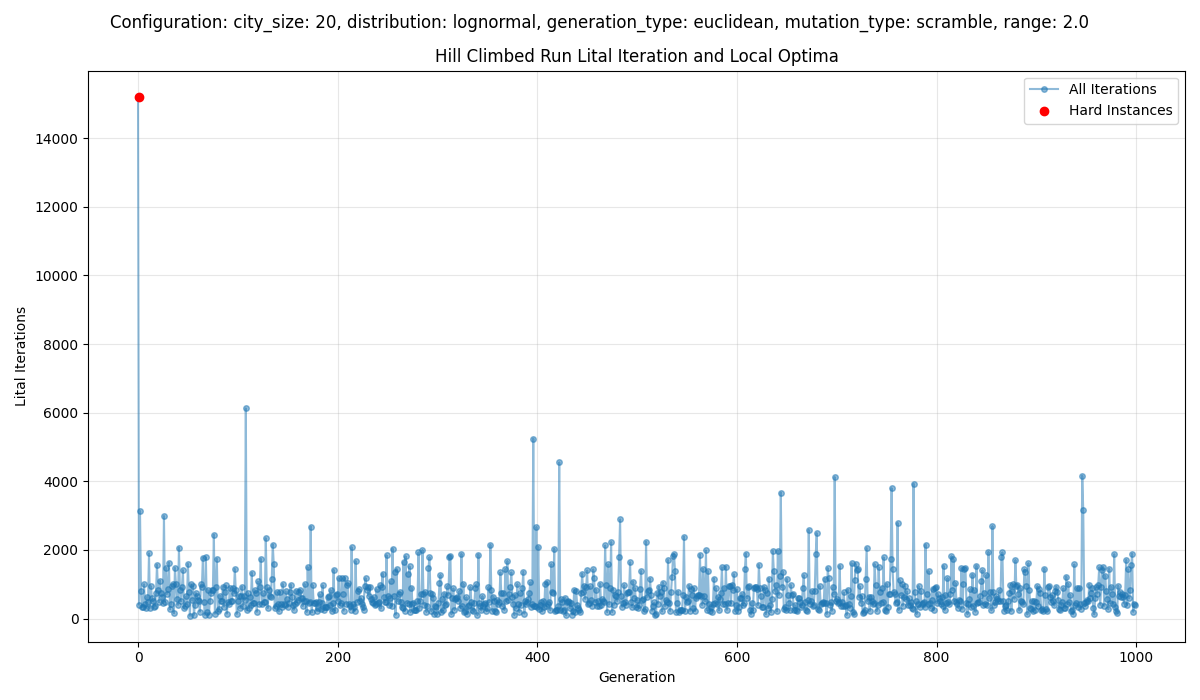 Configuration: city_size: 20, distribution: lognormal, generation_type: euclidean, mutation_type: scramble, range: 2.0
Hill Climbed Run Lital Iteration and Local Optima
All Iterations
Hard Instances
14000
12000
10000
8000
6000
4000
2000
0
Lital Iterations
0 200 400 600 800 1000
Generation